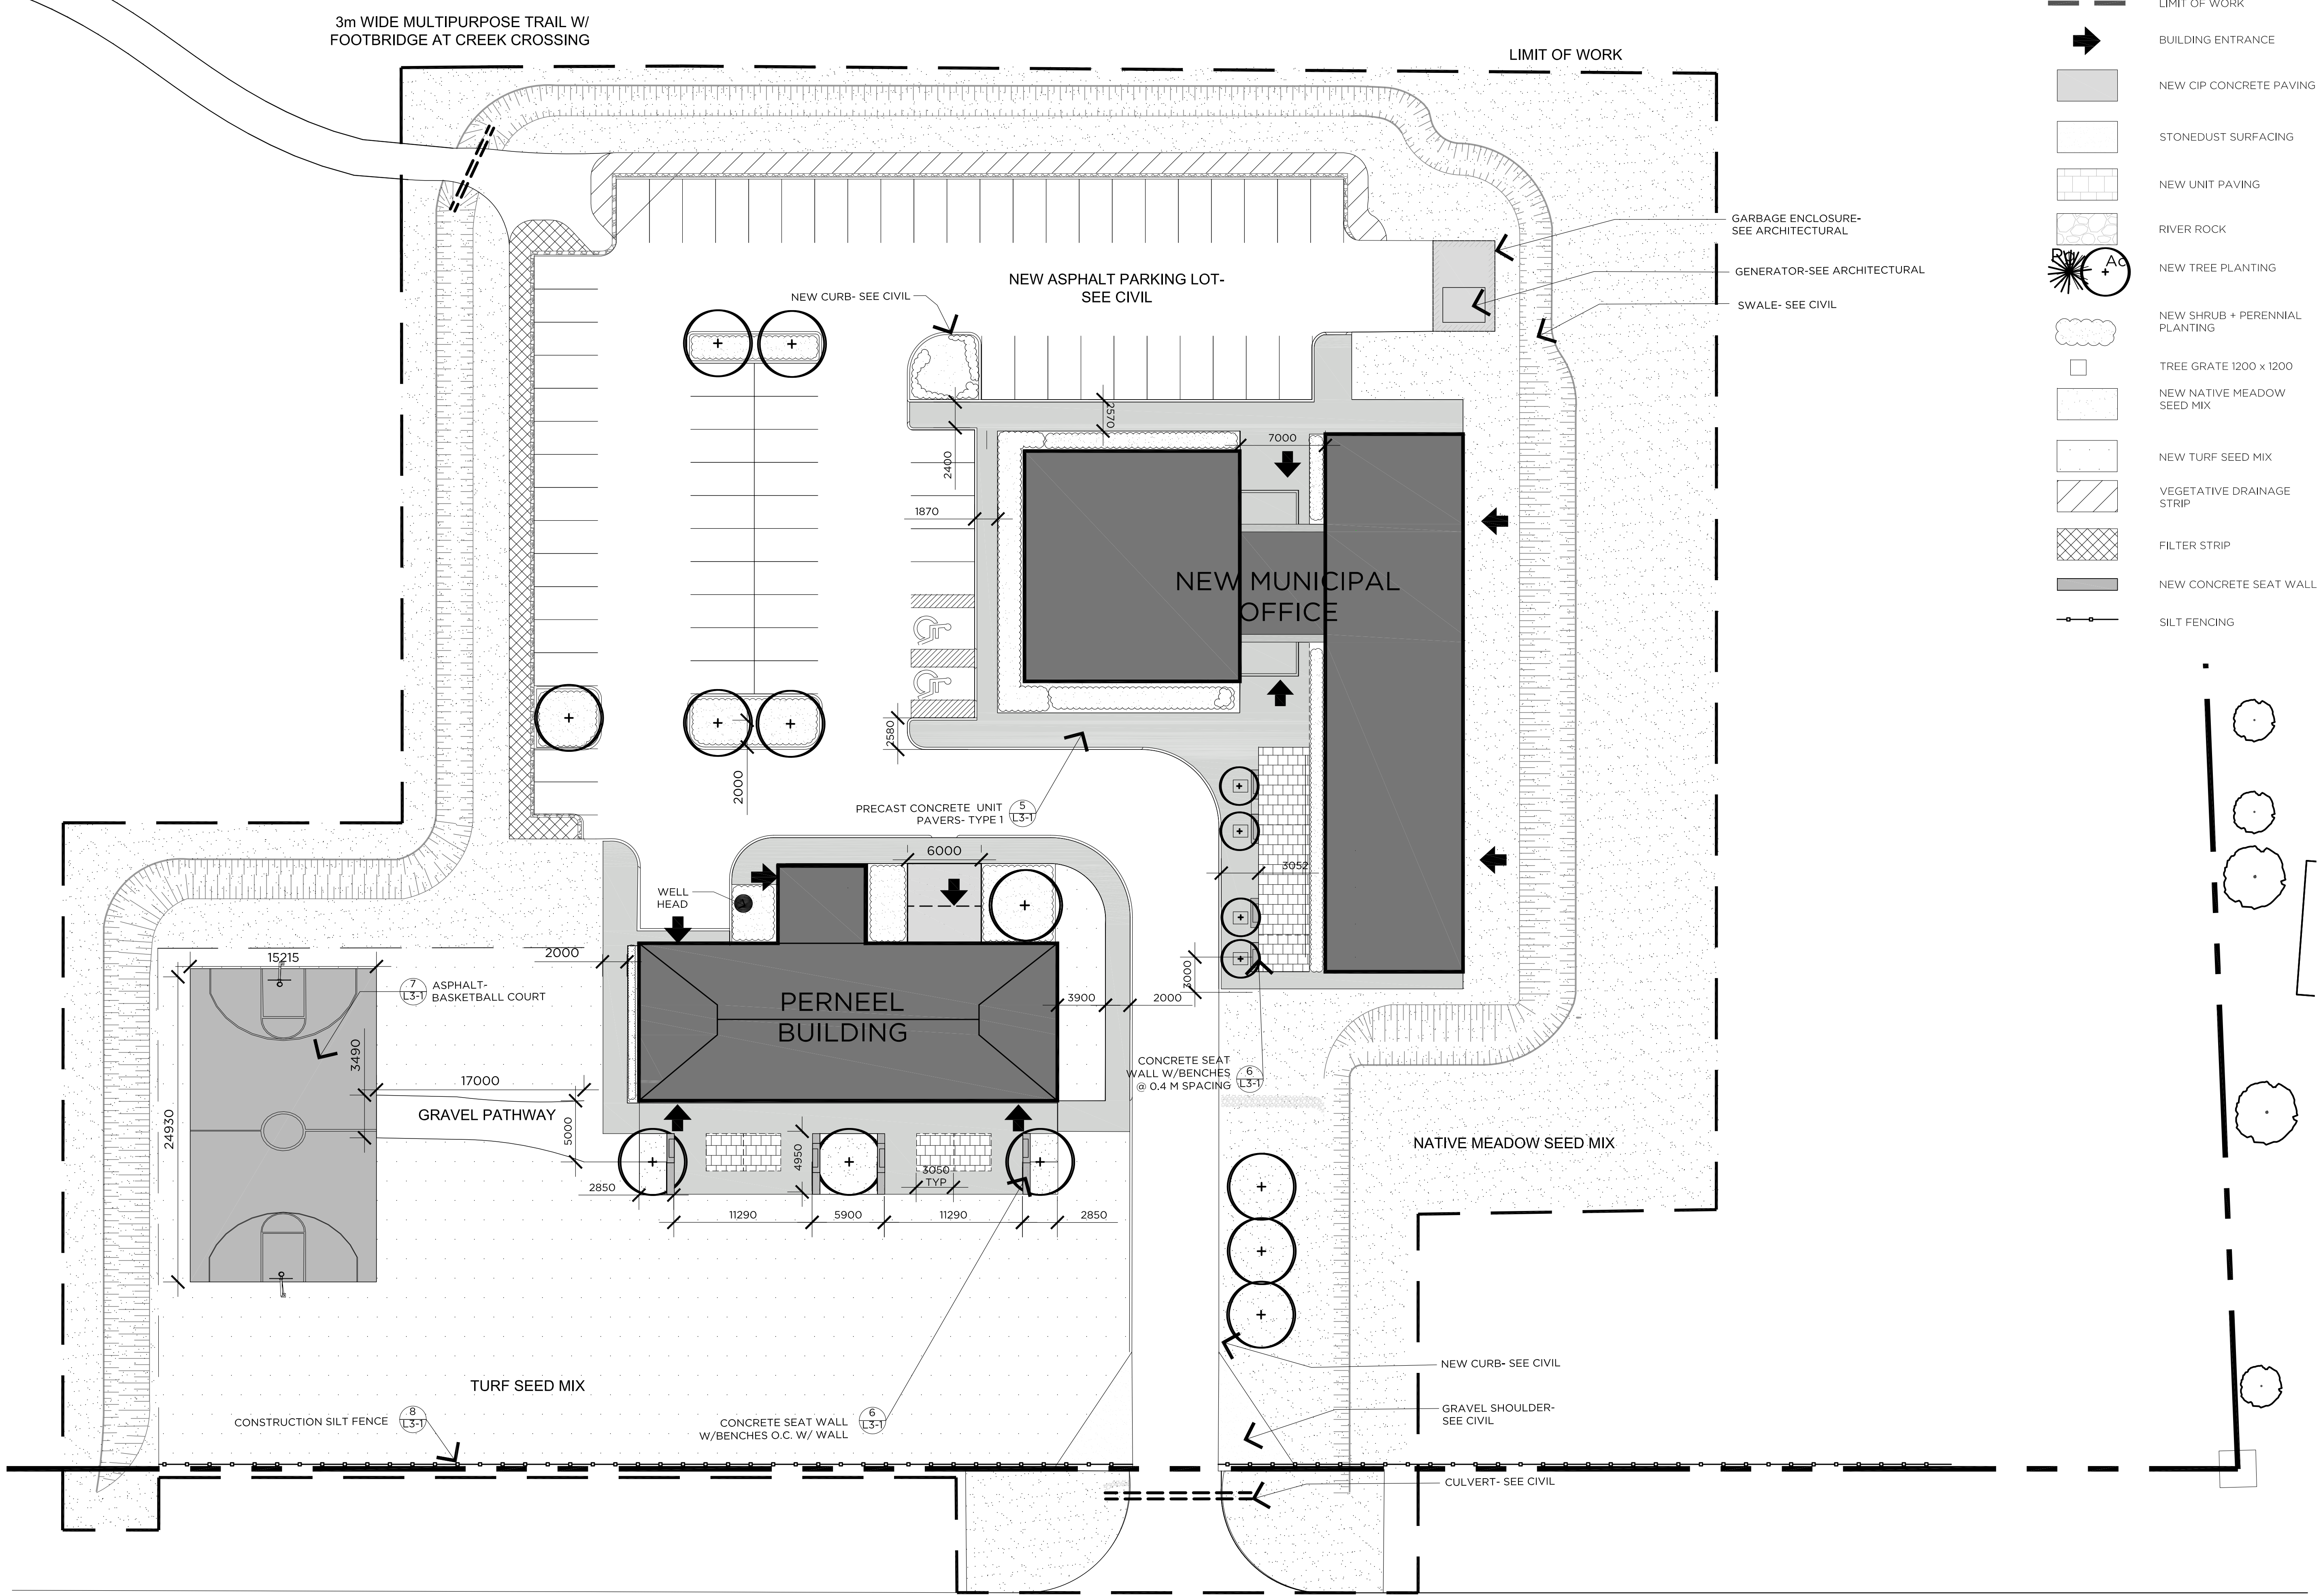 3m WIDE MULTIPURPOSE TRAIL W/
FOOTBRIDGE AT CREEK CROSSING
LIMIT OF WORK
LIMIT OF WORK
BUILDING ENTRANCE
NEW CIP CONCRETE PAVING
STONEDUST SURFACING
NEW UNIT PAVING
RIVER ROCK
NEW TREE PLANTING
NEW SHRUB + PERENNIAL
PLANTING
TREE GRATE 1200 x 1200
NEW NATIVE MEADOW
SEED MIX
NEW TURF SEED MIX
VEGETATIVE DRAINAGE
STRIP
FILTER STRIP
NEW CONCRETE SEAT WALL
SILT FENCING
GARBAGE ENCLOSURE-
SEE ARCHITECTURAL
GENERATOR-SEE ARCHITECTURAL
SWALE- SEE CIVIL
NEW ASPHALT PARKING LOT-
SEE CIVIL
NEW CURB- SEE CIVIL
2570
2400
7000
1870
NEW MUNICIPAL
OFFICE
2580
2000
PRECAST CONCRETE UNIT
PAVERS- TYPE 1
5
L3-1
6000
3052
WELL
HEAD
2000
15215
7
L3-1
ASPHALT-
BASKETBALL COURT
3490
24930
17000
GRAVEL PATHWAY
5000
PERNEEL
BUILDING
3900
2000
3000
CONCRETE SEAT
WALL W/BENCHES
@ 0.4 M SPACING
6
L3-1
4950
3050
TYP
2850
11290
5900
11290
2850
NATIVE MEADOW SEED MIX
TURF SEED MIX
CONSTRUCTION SILT FENCE
8
L3-1
CONCRETE SEAT WALL
W/BENCHES O.C. W/ WALL
6
L3-1
NEW CURB- SEE CIVIL
GRAVEL SHOULDER-
SEE CIVIL
CULVERT- SEE CIVIL